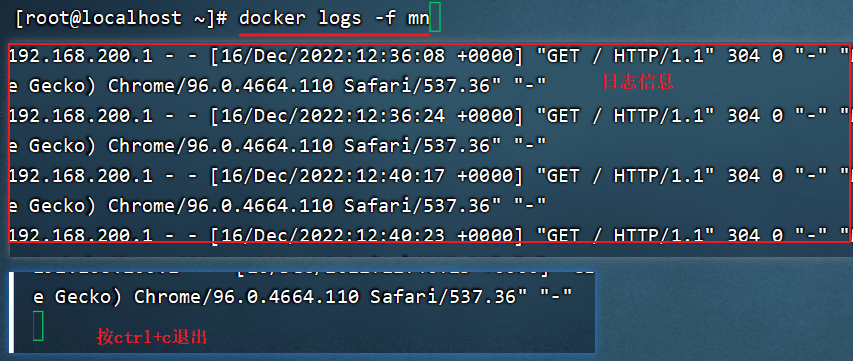 [root@localhost ~]# docker logs -f mn
192.168.200.1 - - [16/Dec/2022:12:36:08 +0000] "GET / HTTP/1.1" 304 0 "-"
e Gecko) Chrome/96.0.4664.110 Safari/537.36" "-"
日志信息
192.168.200.1 - - [16/Dec/2022:12:36:24 +0000] "GET / HTTP/1.1" 304 0 "-"
e Gecko) Chrome/96.0.4664.110 Safari/537.36" "-"
192.168.200.1 - - [16/Dec/2022:12:40:17 +0000] "GET / HTTP/1.1" 304 0 "-"
e Gecko) Chrome/96.0.4664.110 Safari/537.36" "-"
192.168.200.1 - - [16/Dec/2022:12:40:23 +0000] "GET / HTTP/1.1" 304 0 "-"
e Gecko) Chrome/96.0.4664.110 Safari/537.36" "-"
按ctrl+c退出